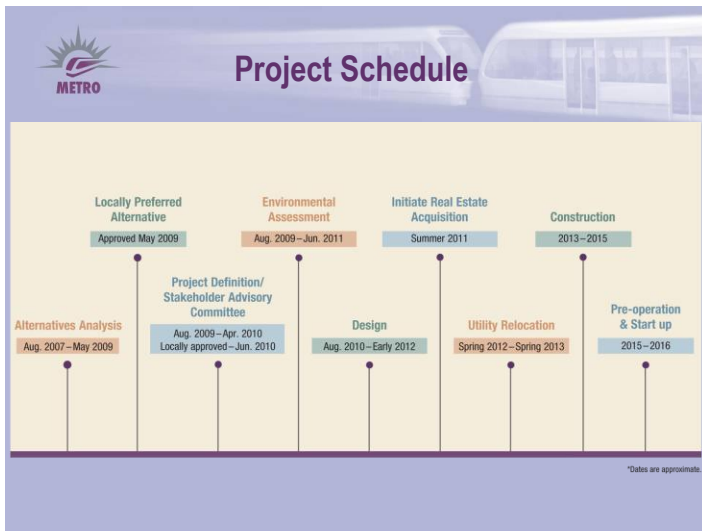 METRO
Project Schedule
Locally Preferred
Alternative
Approved May 2009
Environmental
Assessment
Aug. 2009–Jun. 2011
Initiate Real Estate
Acquisition
Summer 2011
Construction
2013–2015
Alternatives Analysis
Aug. 2007–May 2009
Project Definition/
Stakeholder Advisory
Committee
Aug. 2009–Apr. 2010
Locally approved–Jun. 2010
Design
Aug. 2010–Early 2012
Utility Relocation
Spring 2012–Spring 2013
Pre-operation
& Start up
2015–2016
*Dates are approximate.